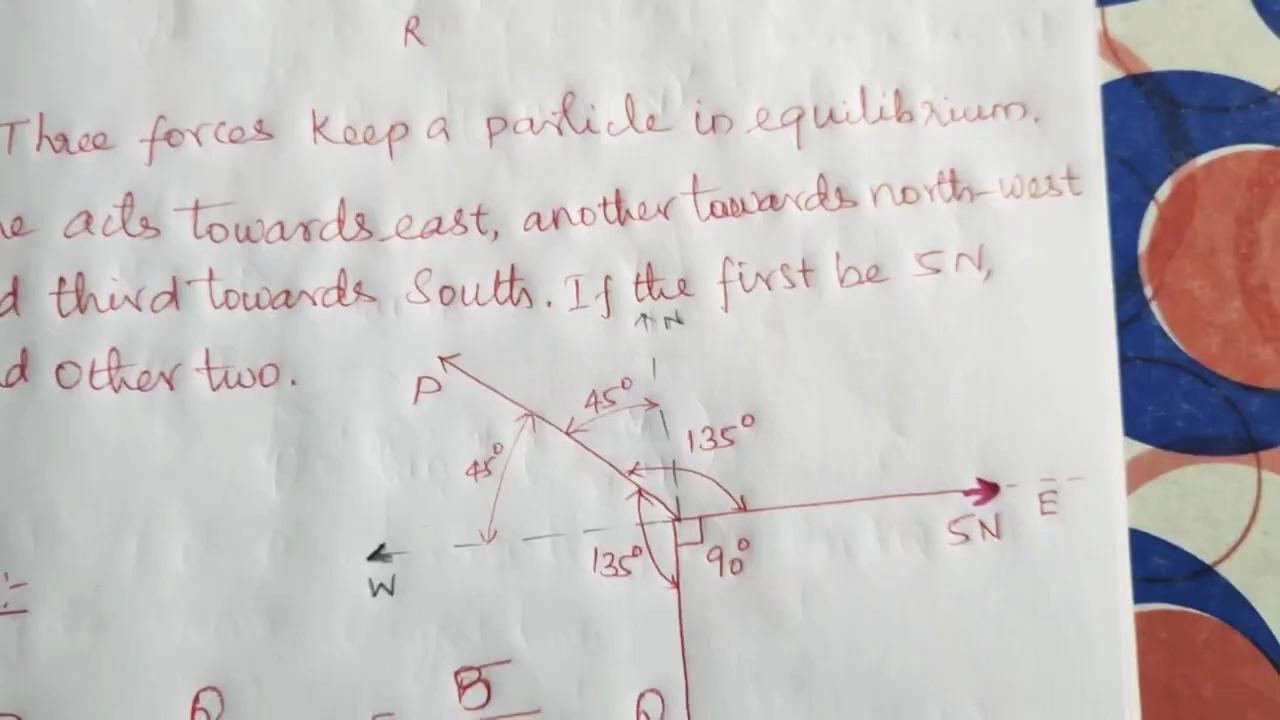 R
Three forces keep a particle in equilibrium.
acts towards east, another towards north-west
third towards South. If the first be 5N,
other two.
N
P
45°
135°
45°
E
5N
135°
90°
W
5